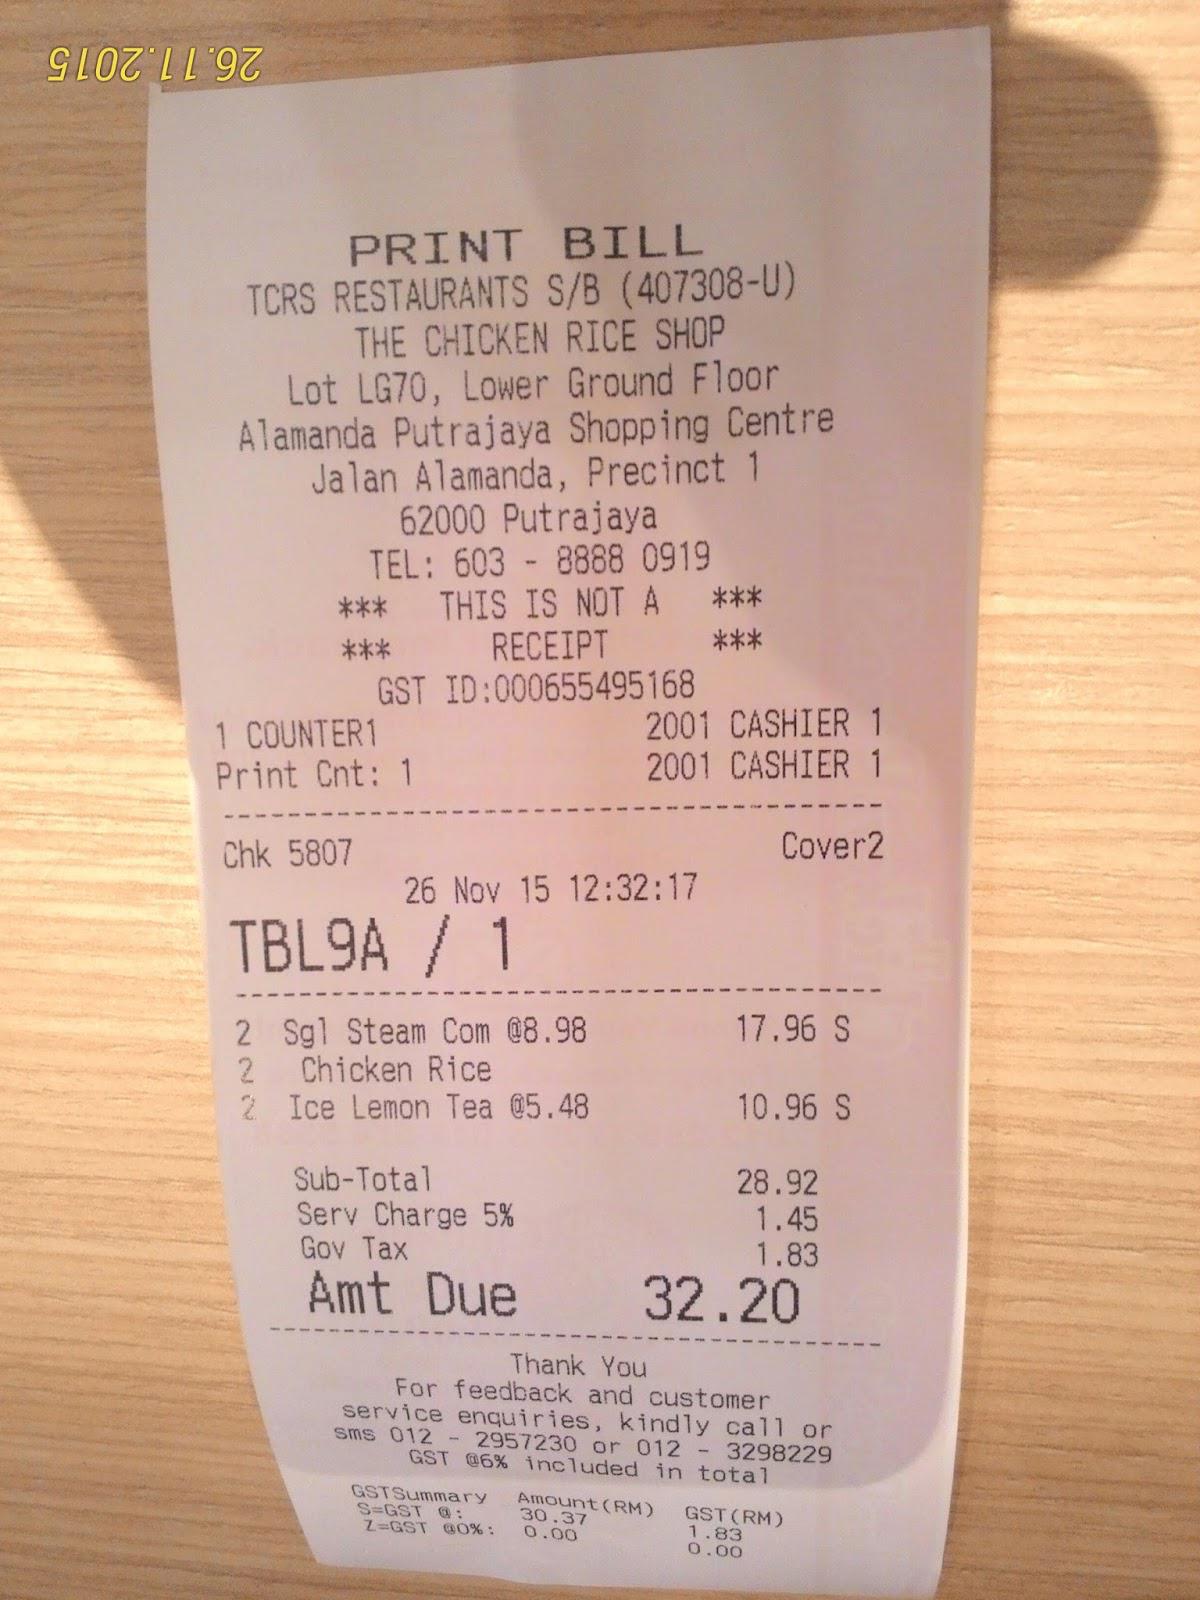 26.11.2015
PRINT BILL
TCRS RESTAURANTS S/B (407308-U)
THE CHICKEN RICE SHOP
Lot LG70, Lower Ground Floor
Alamanda Putrajaya Shopping Centre
Jalan Alamanda, Precinct 1
62000 Putrajaya
TEL: 603 - 8888 0919
*** THIS IS NOT A ***
*** RECEIPT ***
GST ID:000655495168
1 COUNTER1 2001 CASHIER 1
Print Cnt: 1 2001 CASHIER 1
Chk 5807 Cover2
26 Nov 15 12:32:17
TBL9A / 1
2 Sgl Steam Com @8.98 17.96 S
2 Chicken Rice
2 Ice Lemon Tea @5.48 10.96 S
Sub-Total 28.92
Serv Charge 5% 1.45
Gov Tax 1.83
Amt Due 32.20
Thank You
For feedback and customer
service enquiries, kindly call or
sms 012 - 2957230 or 012 - 3298229
GST @6% included in total
GSTSummary Amount(RM) GST(RM)
S=GST @: 30.37 1.83
Z=GST @0%: 0.00 0.00